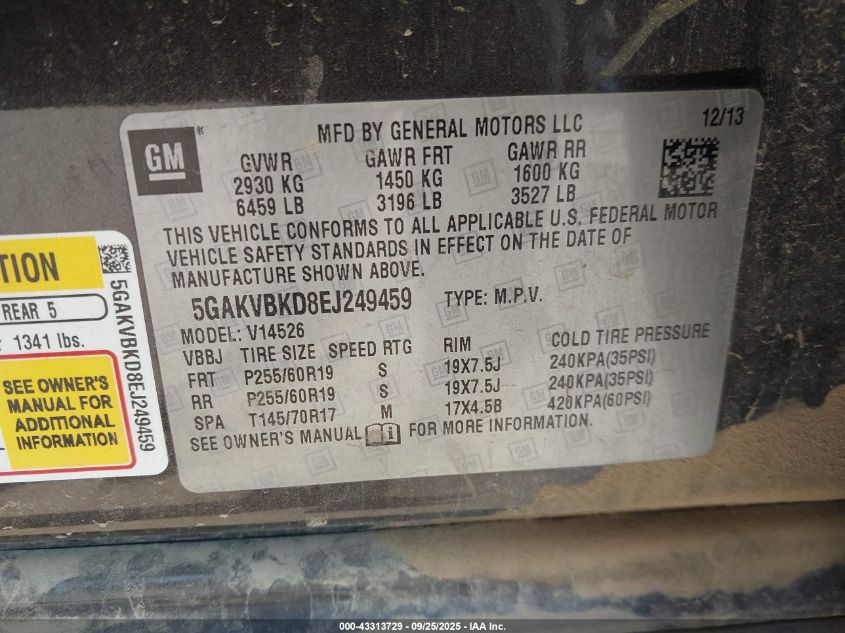 GM ®
MFD BY GENERAL MOTORS LLC
12/13
GVWR GAWR FRT GAWR RR
2930 KG 1450 KG 1600 KG
6459 LB 3196 LB 3527 LB
THIS VEHICLE CONFORMS TO ALL APPLICABLE U.S. FEDERAL MOTOR
VEHICLE SAFETY STANDARDS IN EFFECT ON THE DATE OF
MANUFACTURE SHOWN ABOVE.
5GAKVBKD8EJ249459 TYPE: M.P.V.
MODEL: V14526
VBBJ TIRE SIZE SPEED RTG RIM COLD TIRE PRESSURE
FRT P255/60R19 S 19X7.5J 240KPA(35PSI)
RR P255/60R19 S 19X7.5J 240KPA(35PSI)
SPA T145/70R17 M 17X4.5B 420KPA(60PSI)
SEE OWNER'S MANUAL i FOR MORE INFORMATION.
REAR 5
1341 lbs.
SEE OWNER'S
MANUAL FOR
ADDITIONAL
INFORMATION
5GAKVBKD8EJ249459
000-43313729 - 09/25/2025 - IAA Inc.